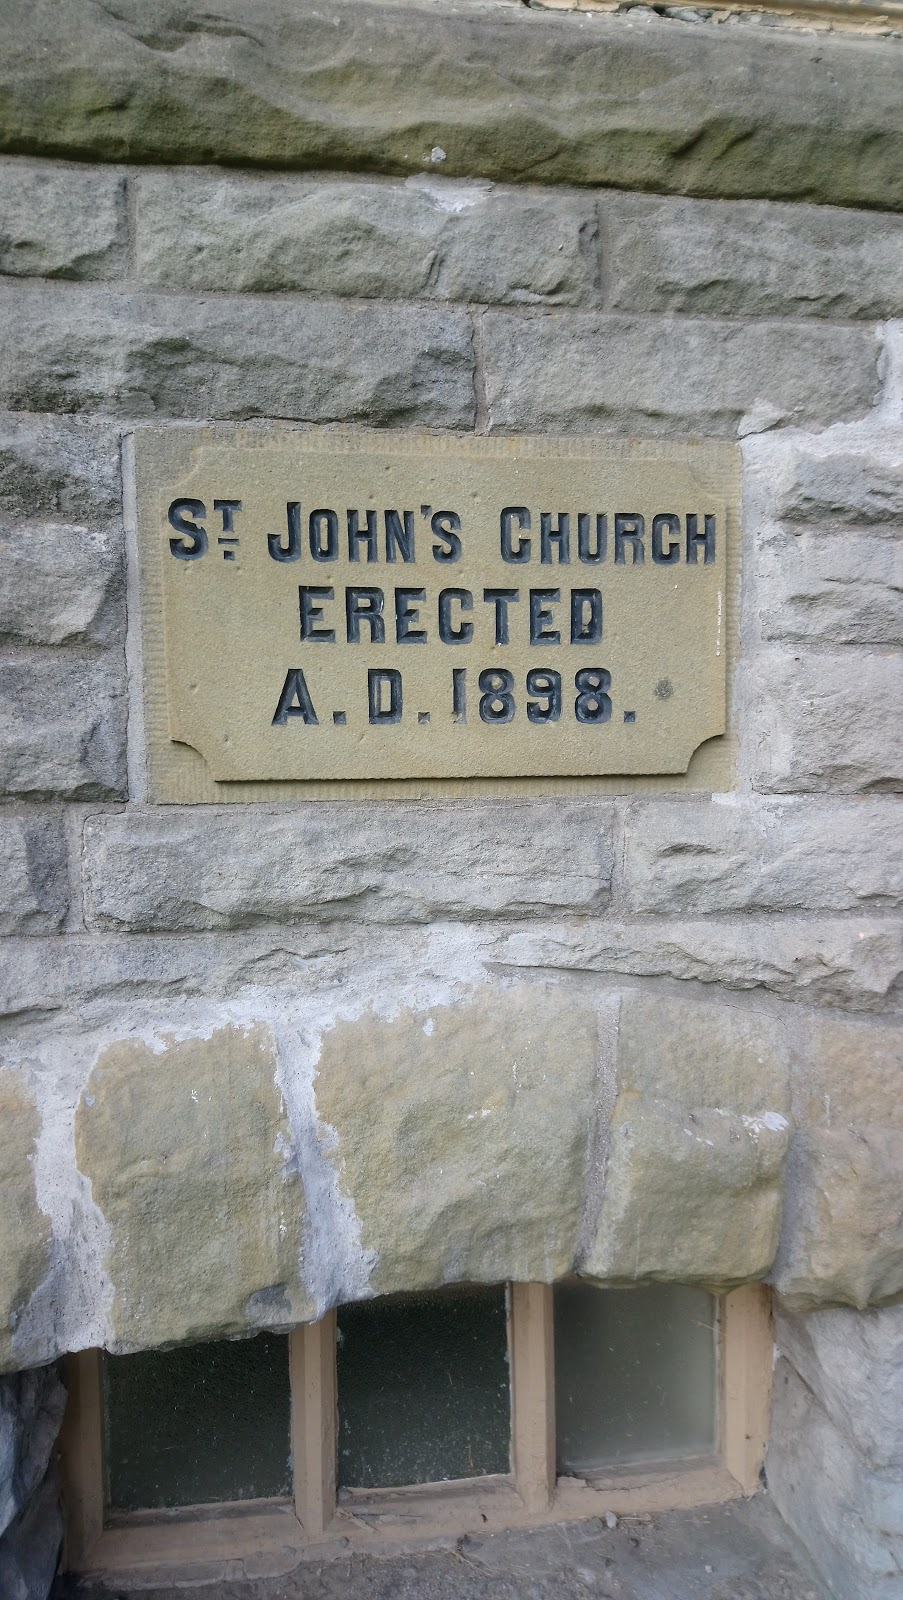 ST. JOHN'S CHURCH
ERECTED
A.D. 1898.